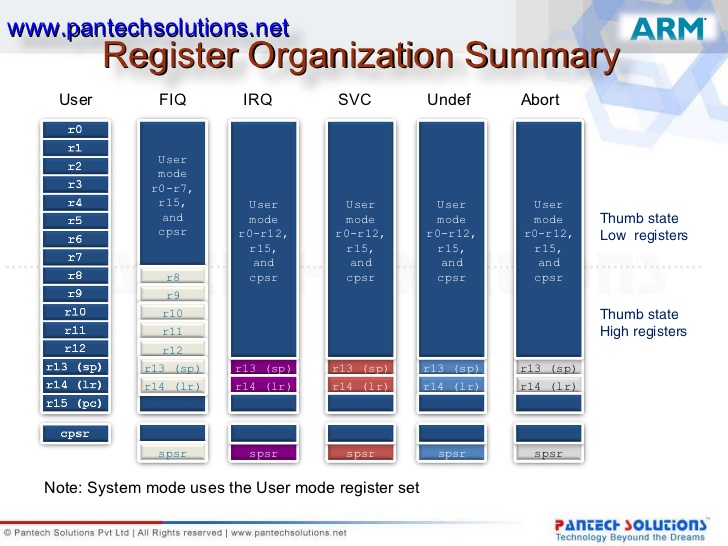 www.pantechsolutions.net
ARM
Register Organization Summary
User FIQ IRQ SVC Undef Abort
r0
r1
r2
r3
r4
r5
r6
r7
r8
r9
r10
r11
r12
r13 (sp)
r14 (lr)
r15 (pc)
cpsr
User
mode
r0-r7,
r15,
and
cpsr
r8
r9
r10
r11
r12
r13 (sp)
r14 (lr)
spsr
User
mode
r0-r12,
r15,
and
cpsr
r13 (sp)
r14 (lr)
spsr
User
mode
r0-r12,
r15,
and
cpsr
r13 (sp)
r14 (lr)
spsr
User
mode
r0-r12,
r15,
and
cpsr
r13 (sp)
r14 (lr)
spsr
User
mode
r0-r12,
r15,
and
cpsr
r13 (sp)
r14 (lr)
spsr
Thumb state
Low registers
Thumb state
High registers
Note: System mode uses the User mode register set
© Pantech Solutions Pvt Ltd | All Rights reserved | www.pantechsolutions.net
PANTECH SOLUTIONS
Technology Beyound the Dreams